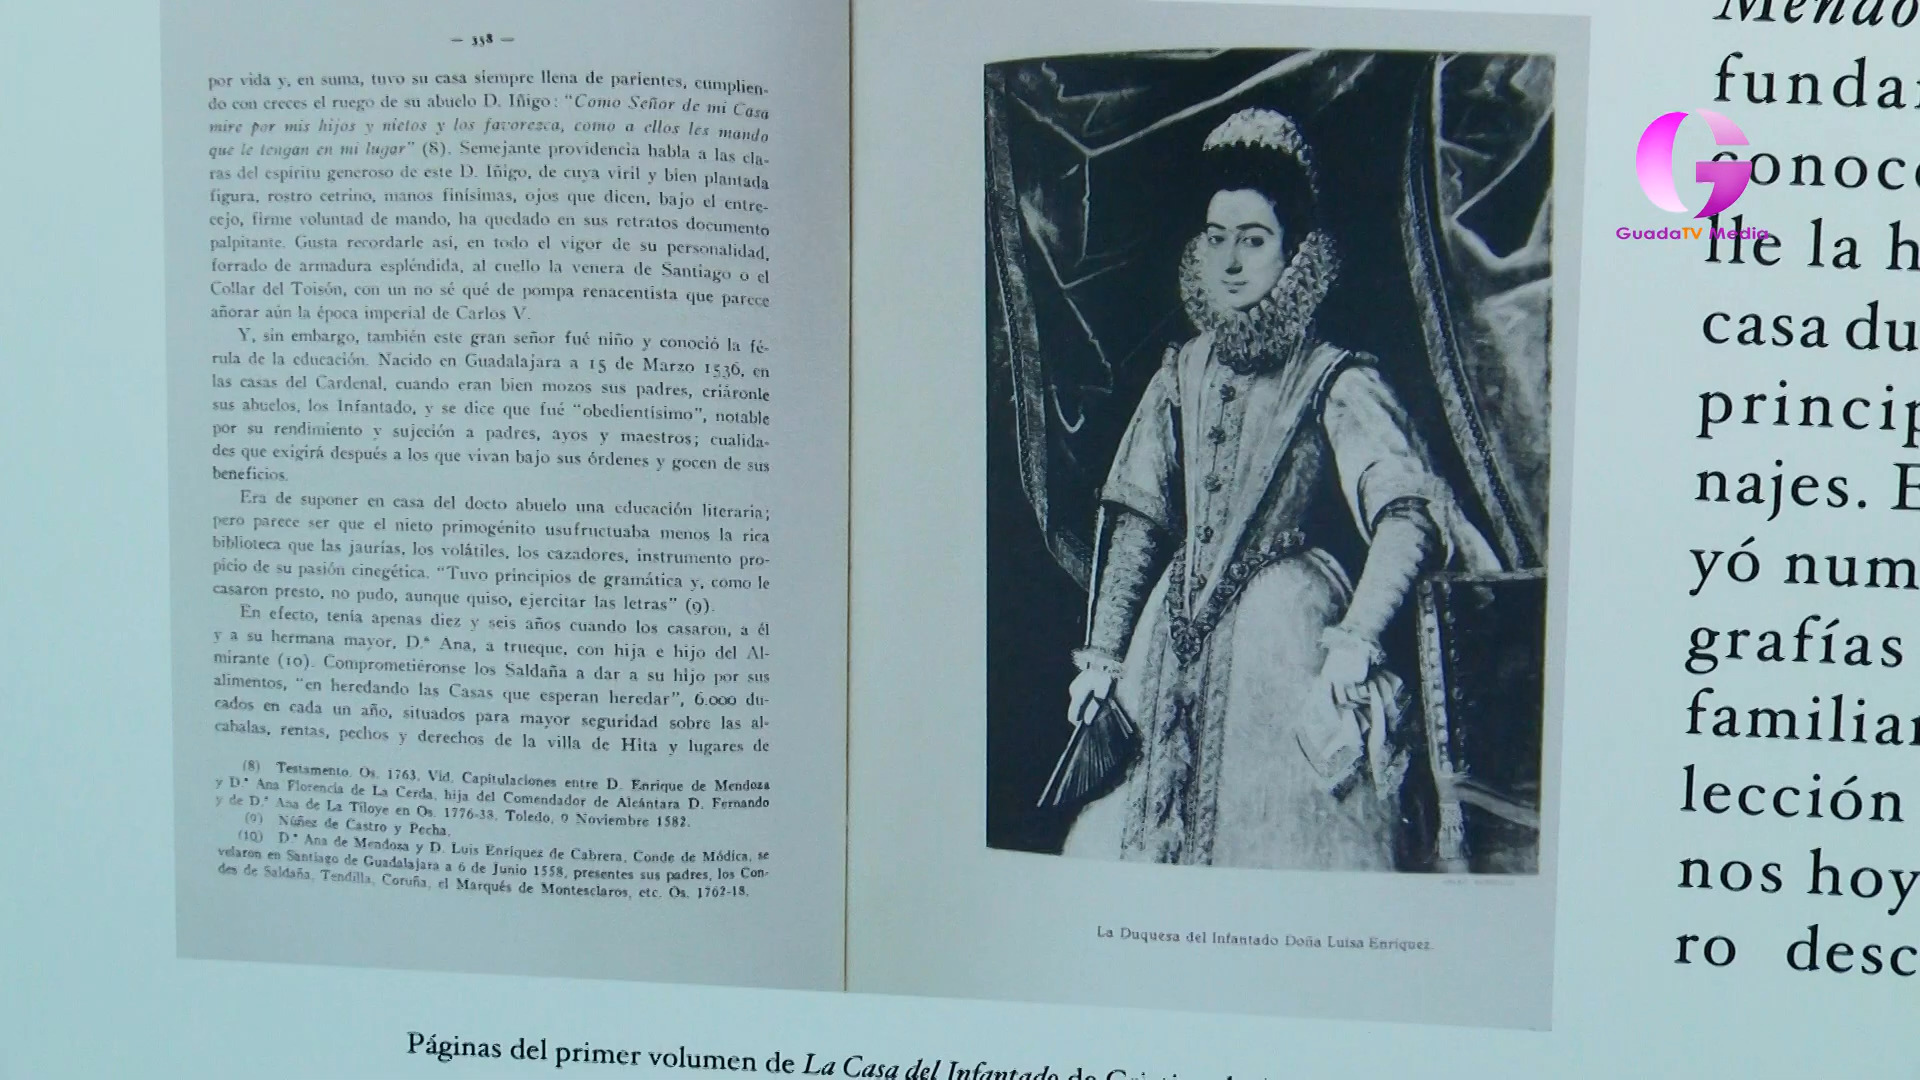 — 358 —
por vida y, en suma, tuvo su casa siempre llena de parientes, cumplien-
do con creces el ruego de su abuelo D. Iñigo: "Como Señor de mi Casa
mire por mis hijos y nietos y los favorezca, como a ellos les mando
que le tengan en mi lugar" (8). Semejante providencia habla a las cla-
ras del espíritu generoso de este D. Iñigo, de cuya viril y bien plantada
figura, rostro cetrino, manos finísimas, ojos que dicen, bajo el entre-
cejo, firme voluntad de mando, ha quedado en sus retratos documento
palpitante. Gusta recordarle así, en todo el vigor de su personalidad,
forrado de armadura espléndida, al cuello la venera de Santiago o el
Collar del Toisón, con un no sé qué de pompa renacentista que parece
añorar aún la época imperial de Carlos V.
Y, sin embargo, también este gran señor fué niño y conoció la fé-
rula de la educación. Nacido en Guadalajara a 15 de Marzo 1536, en
las casas del Cardenal, cuando eran bien mozos sus padres, criáronle
sus abuelos, los Infantado, y se dice que fué "obedientísimo", notable
por su rendimiento y sujeción a padres, ayos y maestros; cualida-
des que exigirá después a los que vivan bajo sus órdenes y gocen de sus
beneficios.
Era de suponer en casa del docto abuelo una educación literaria;
pero parece ser que el nieto primogénito usufructuaba menos la rica
biblioteca que las jaurías, los volátiles, los cazadores, instrumento pro-
picio de su pasión cinegética. "Tuvo principios de gramática y, como le
casaron presto, no pudo, aunque quiso, ejercitar las letras" (9).
En efecto, tenía apenas diez y seis años cuando los casaron, a él
y a su hermana mayor, D.ª Ana, a trueque, con hija e hijo del Al-
mirante (10). Comprometiéronse los Saldaña a dar a su hijo por sus
alimentos, "en heredando las Casas que esperan heredar", 6.000 du-
cados en cada un año, situados para mayor seguridad sobre las al-
cabalas, rentas, pechos y derechos de la villa de Hita y lugares de
(8) Testamento. Os. 1763. Vid. Capitulaciones entre D. Enrique de Mendoza
y D.ª Ana Florencia de La Cerda, hija del Comendador de Alcántara D. Fernando
y de D.ª Ana de La Tiloye en Os. 1776-33. Toledo, 9 Noviembre 1582.
(9) Núñez de Castro y Pecha.
(10) D.ª Ana de Mendoza y D. Luis Enríquez de Cabrera, Conde de Módica, se
velaron en Santiago de Guadalajara a 6 de Junio 1558, presentes sus padres, los Con-
des de Saldaña, Tendilla, Coruña, el Marqués de Montesclaros, etc. Os. 1762-18.
La Duquesa del Infantado Doña Luisa Enríquez.
Páginas del primer volumen de La Casa del Infantado de
Mendo
funda
conoc
lle la h
casa du
princip
najes. E
yó num
grafías
familiar
lección
nos hoy
ro desc
GuadaTV Media